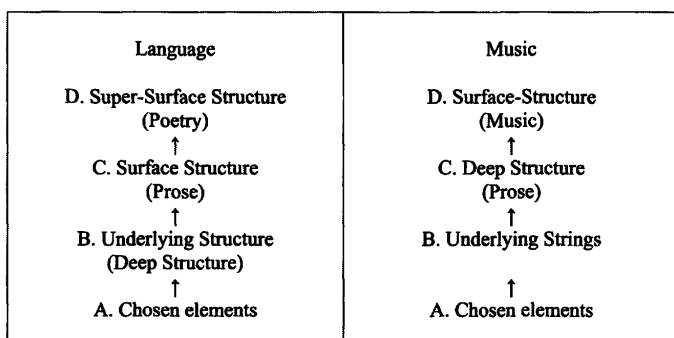 Language
D. Super-Surface Structure
(Poetry)
↑
C. Surface Structure
(Prose)
↑
B. Underlying Structure
(Deep Structure)
↑
A. Chosen elements
Music
D. Surface-Structure
(Music)
↑
C. Deep Structure
(Prose)
↑
B. Underlying Strings
↑
A. Chosen elements